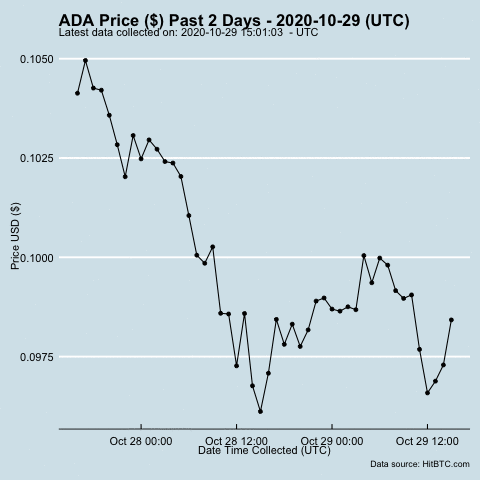 ADA Price ($) Past 2 Days - 2020-10-29 (UTC)
Latest data collected on: 2020-10-29 15:01:03  - UTC
0.1050
0.1025
0.1000
0.0975
Price USD ($)
Oct 28 00:00
Oct 28 12:00
Oct 29 00:00
Oct 29 12:00
Date Time Collected (UTC)
Data source: HitBTC.com